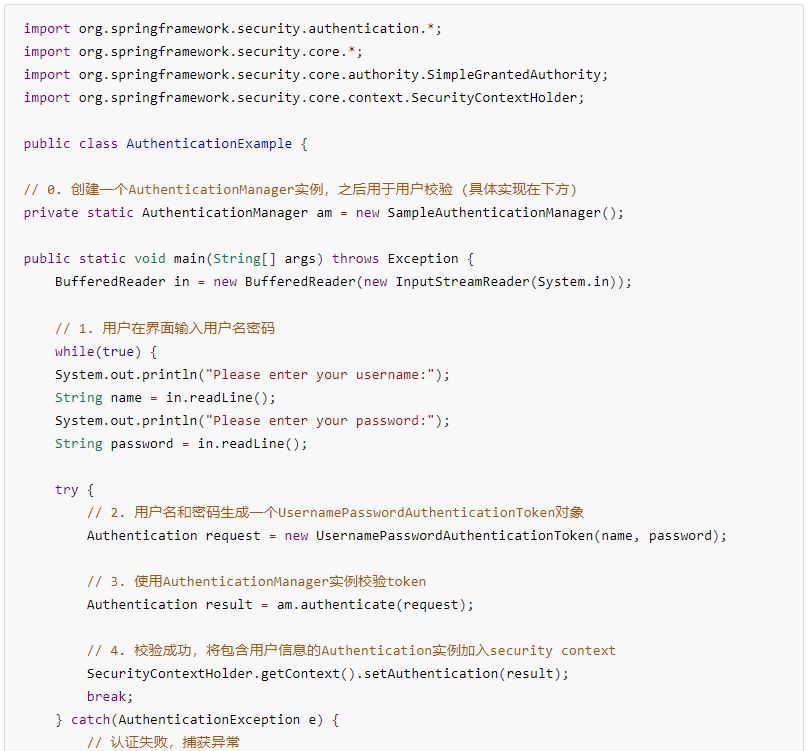 import org.springframework.security.authentication.*;
import org.springframework.security.core.*;
import org.springframework.security.core.authority.SimpleGrantedAuthority;
import org.springframework.security.core.context.SecurityContextHolder;

public class AuthenticationExample {

// 0. 创建一个AuthenticationManager实例，之后用于用户校验 (具体实现在下方)
private static AuthenticationManager am = new SampleAuthenticationManager();

public static void main(String[] args) throws Exception {
    BufferedReader in = new BufferedReader(new InputStreamReader(System.in));

    // 1. 用户在界面输入用户名密码
    while(true) {
    System.out.println("Please enter your username:");
    String name = in.readLine();
    System.out.println("Please enter your password:");
    String password = in.readLine();

    try {
        // 2. 用户名和密码生成一个UsernamePasswordAuthenticationToken对象
        Authentication request = new UsernamePasswordAuthenticationToken(name, password);

        // 3. 使用AuthenticationManager实例校验token
        Authentication result = am.authenticate(request);

        // 4. 校验成功，将包含用户信息的Authentication实例加入security context
        SecurityContextHolder.getContext().setAuthentication(result);
        break;
    } catch(AuthenticationException e) {
        // 认证失败，捕获异常